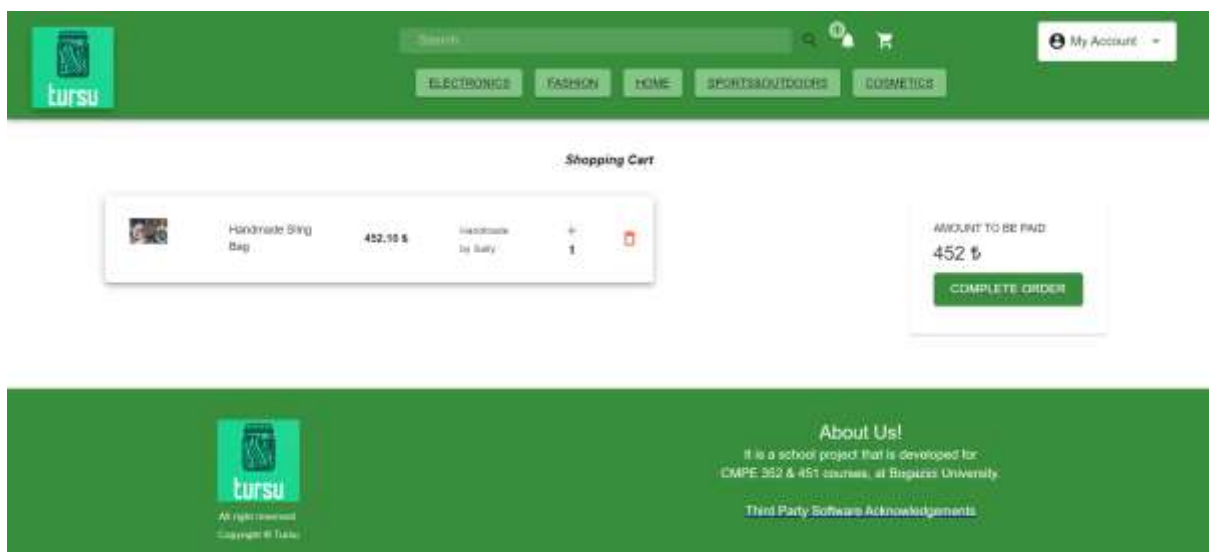 Search
My Account
tursu
ELECTRONICS
FASHION
HOME
SPORTS&OUTDOORS
COSMETICS
Shopping Cart
Handmade Sling
Bag
452.10 ₺
Handmade
by Sally
+
1
AMOUNT TO BE PAID
452 ₺
COMPLETE ORDER
tursu
All right reserved
Copyright © Tursu
About Us!
It is a school project that is developed for
CMPE 352 & 451 courses, at Bogazici University.
Third Party Software Acknowledgements